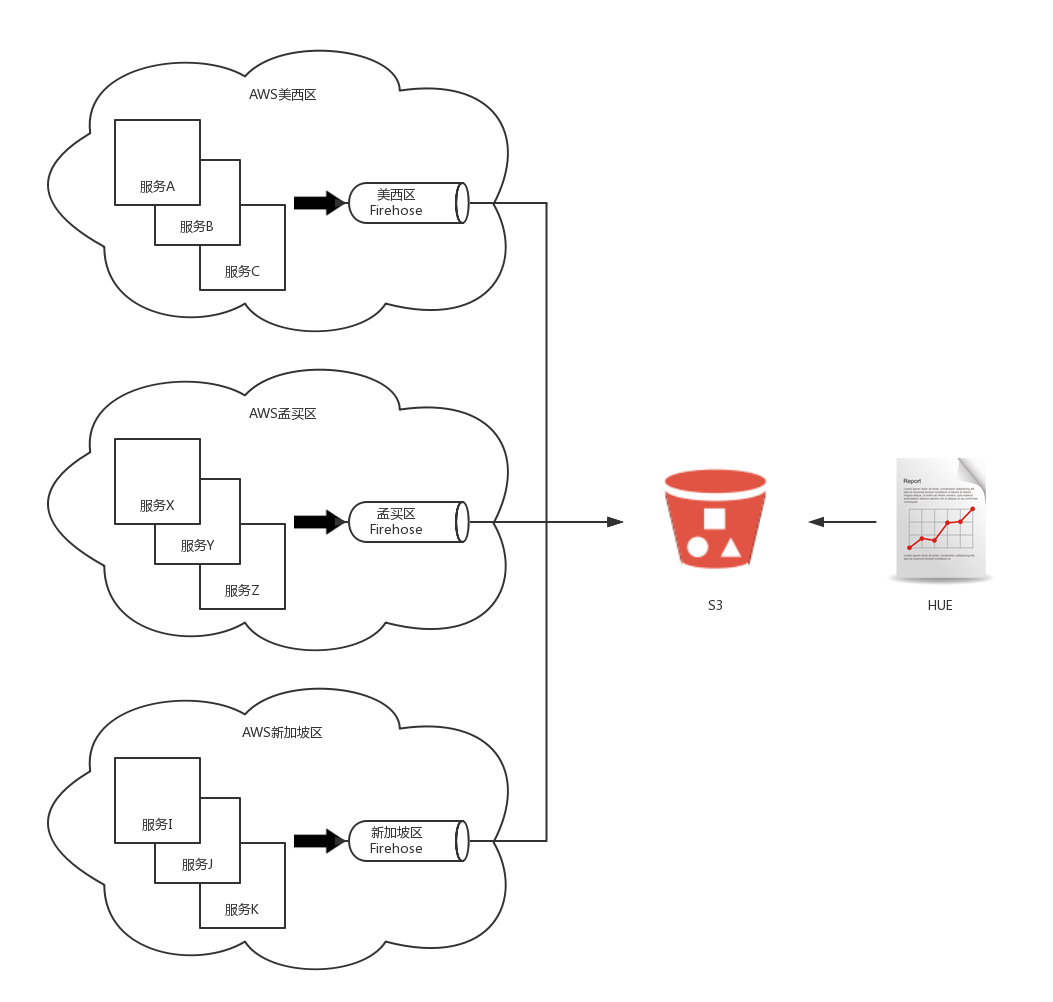 AWS美西区
服务A
服务B
服务C
美西区
Firehose
AWS孟买区
服务X
服务Y
服务Z
孟买区
Firehose
S3
Report
HUE
AWS新加坡区
服务I
服务J
服务K
新加坡区
Firehose